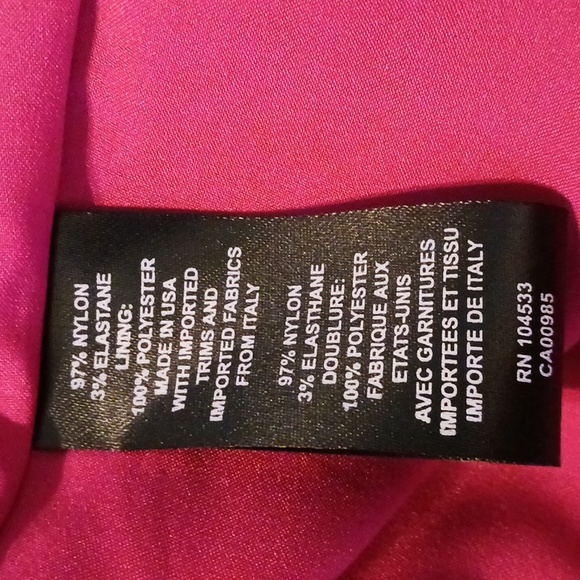 97% NYLON
3% ELASTANE
LINING:
100% POLYESTER
MADE IN USA
WITH IMPORTED
TRIMS AND
IMPORTED FABRICS
FROM ITALY
97% NYLON
3% ELASTHANE
DOUBLURE:
100% POLYESTER
FABRIQUE AUX
ETATS-UNIS
AVEC GARNITURES
IMPORTEES ET TISSU
IMPORTE DE ITALY
RN 104533
CA00985